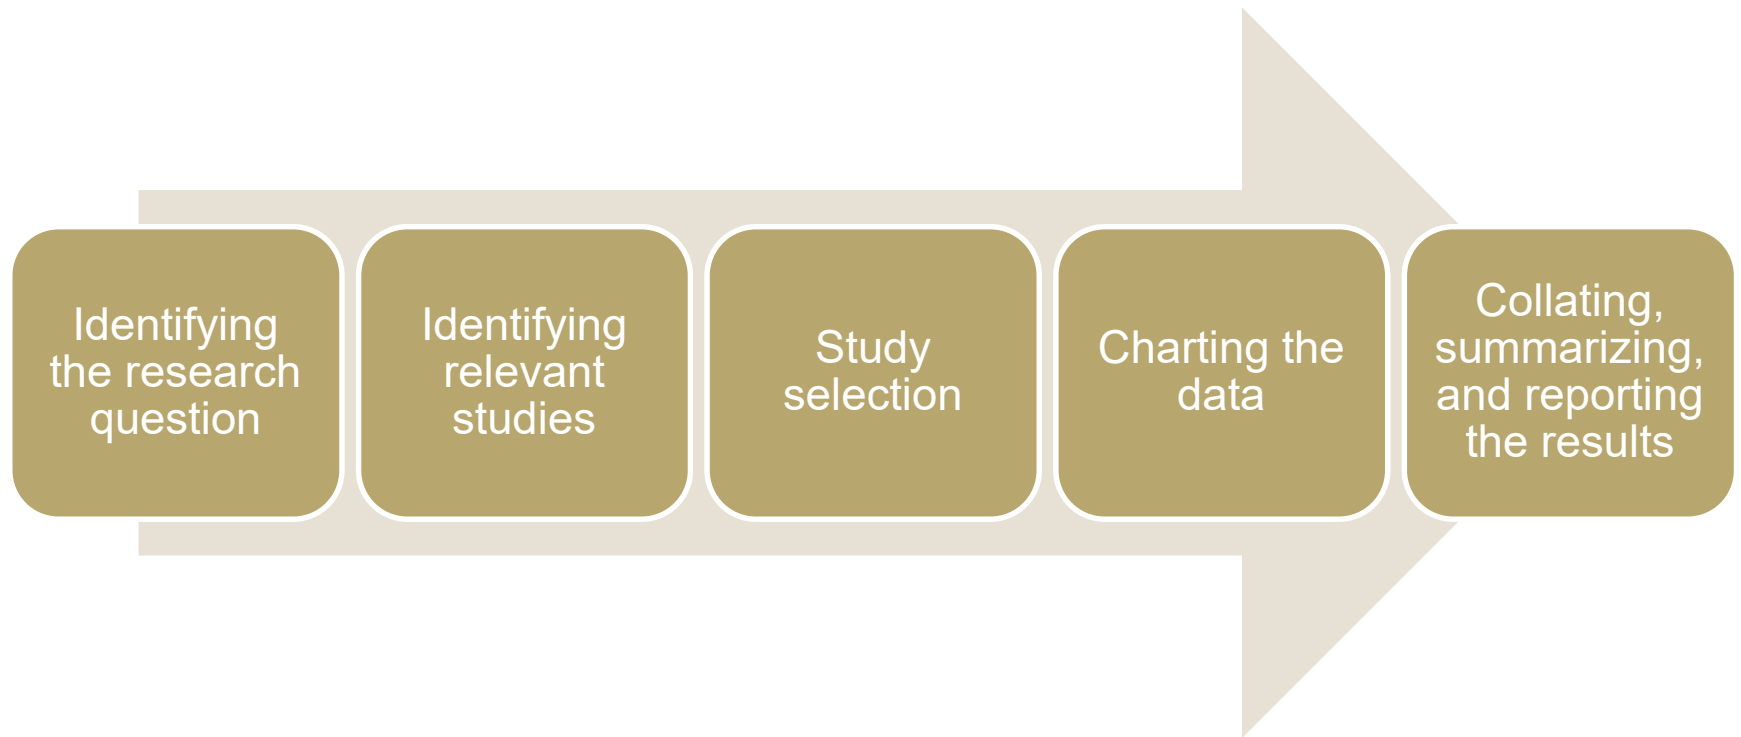 Identifying
the research
question
Identifying
relevant
studies
Study
selection
Charting the
data
Collating,
summarizing,
and reporting
the results